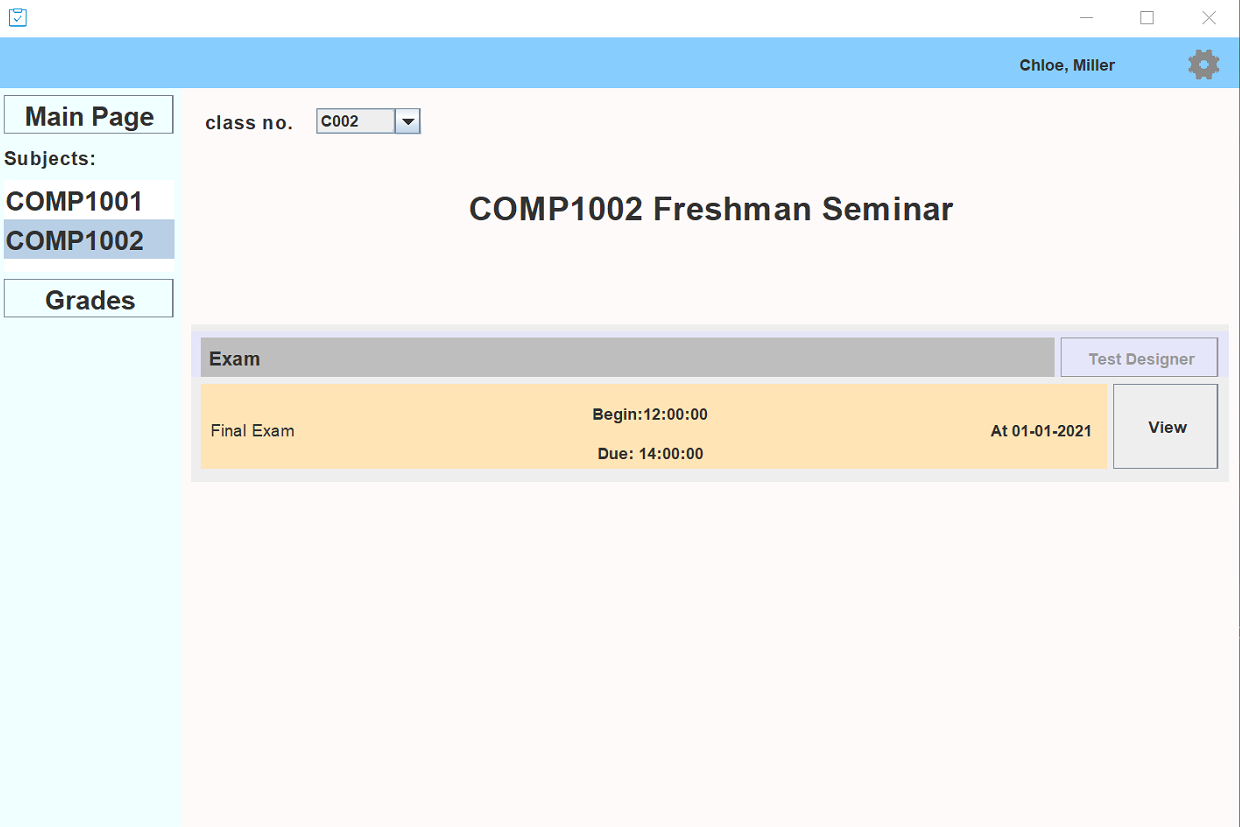 Chloe, Miller
Main Page
class no. C002
Subjects:
COMP1001
COMP1002 Freshman Seminar
COMP1002
Grades
Exam Test Designer
Begin:12:00:00
Final Exam At 01-01-2021 View
Due: 14:00:00